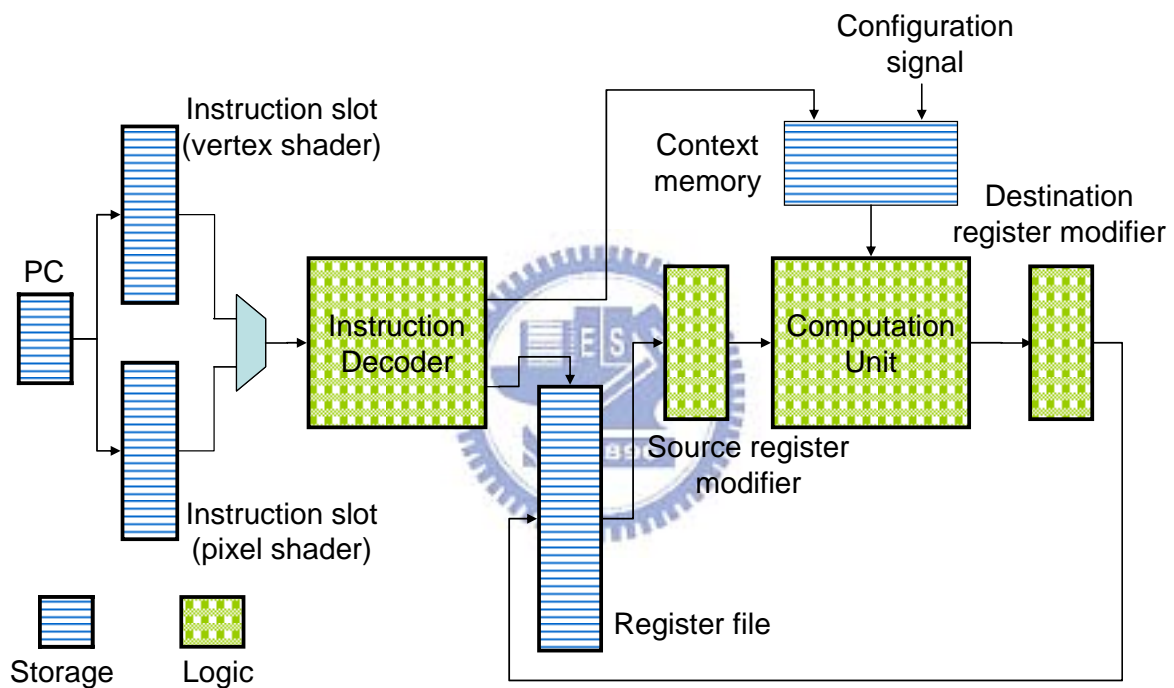 Configuration
signal
Instruction slot
(vertex shader)
Context
memory
Destination
register modifier
PC
Instruction
Decoder
ES
Computation
Unit
Source register
modifier
Instruction slot
(pixel shader)
Register file
Storage
Logic